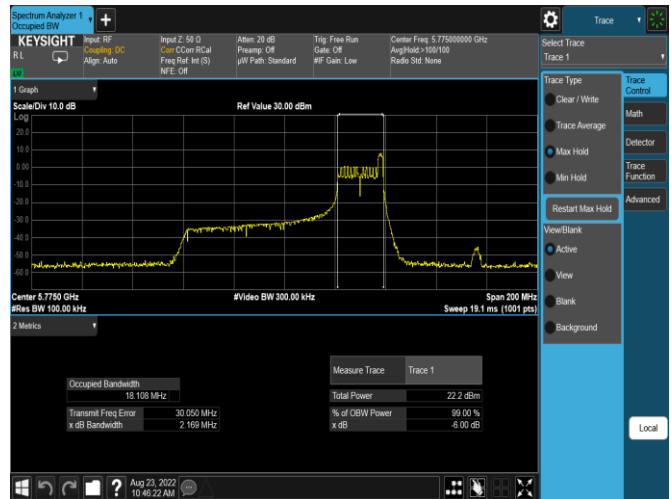 Spectrum Analyzer 1
Occupied BW
+
KEYSIGHT
RL
Input: RF
Coupling: DC
Align: Auto
Input Z: 50 Ω
Corr CCorr RCal
Freq Ref: Int (S)
NFE: Off
Atten: 20 dB
Preamp: Off
µW Path: Standard
Trig: Free Run
Gate: Off
#IF Gain: Low
Center Freq: 5.775000000 GHz
Avg|Hold:>100/100
Radio Std: None
1 Graph
Scale/Div 10.0 dB
Ref Value 30.00 dBm
Log
20.0
10.0
0.00
-10.0
-20.0
-30.0
-40.0
-50.0
-60.0
Center 5.7750 GHz
#Video BW 300.00 kHz
Span 200 MHz
#Res BW 100.00 kHz
Sweep 19.1 ms (1001 pts)
2 Metrics
Measure Trace
Trace 1
Occupied Bandwidth
18.108 MHz
Total Power
22.2 dBm
Transmit Freq Error
30.050 MHz
% of OBW Power
99.00 %
x dB Bandwidth
2.169 MHz
x dB
-6.00 dB
?
Aug 23, 2022
10:46:22 AM
Trace
Select Trace
Trace 1
Trace Type
Clear / Write
Trace Average
Max Hold
Min Hold
Restart Max Hold
View/Blank
Active
View
Blank
Background
Trace
Control
Math
Detector
Trace
Function
Advanced
Local